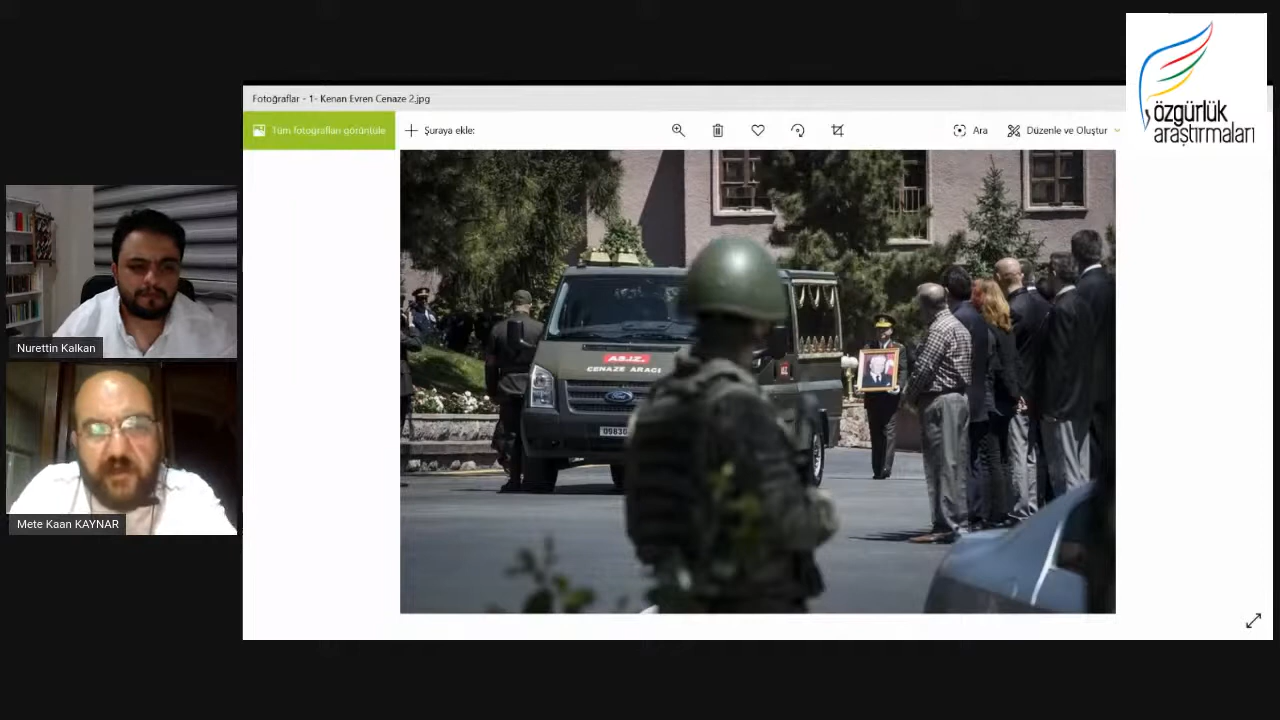 özgürlük
araştırmaları
Fotoğraflar - 1- Kenan Evren Cenaze 2.jpg
Tüm fotoğrafları görüntüle
Şuraya ekle:
Ara
Düzenle ve Oluştur
Nurettin Kalkan
Mete Kaan KAYNAR
AS.İZ.
CENAZE ARACI